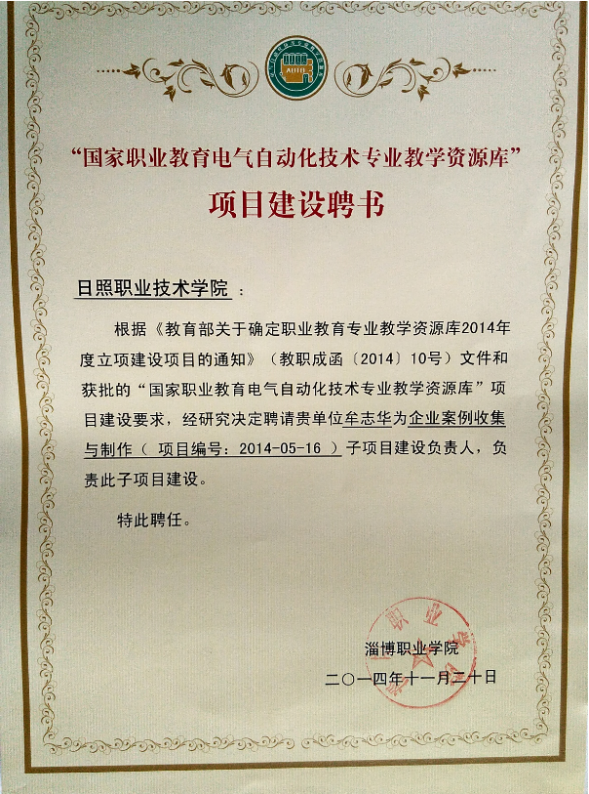 “国家职业教育电气自动化技术专业教学资源库”
项目建设聘书
日照职业技术学院 :
根据《教育部关于确定职业教育专业教学资源库2014年
度立项建设项目的通知》(教职成函〔2014〕10号)文件和
获批的“国家职业教育电气自动化技术专业教学资源库”项
目建设要求，经研究决定聘请贵单位牟志华为企业案例收集
与制作( 项目编号: 2014-05-16 )子项目建设负责人，负
责此子项目建设。
特此聘任。
淄博职业学院
二〇一四年十一月二十日